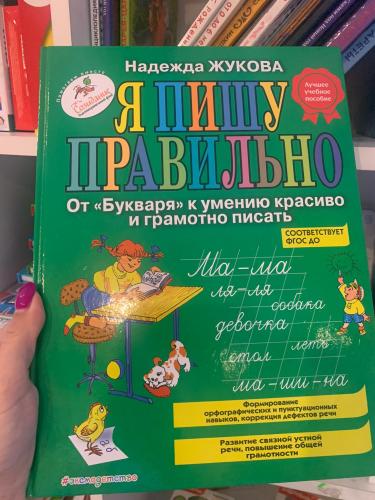 Надежда ЖУКОВА
Лучшее
учебное
пособие
Я ПИШУ
ПРАВИЛЬНО
От «Букваря» к умению красиво
и грамотно писать
СООТВЕТСТВУЕТ
ФГОС ДО
Ма-ма
ля-ля
собака
девочка
лето
стол
ма-ши-на
Формирование
орфографических и пунктуационных
навыков, коррекция дефектов речи
Развитие связной устной
речи, повышение общей
грамотности
#эксмодетство